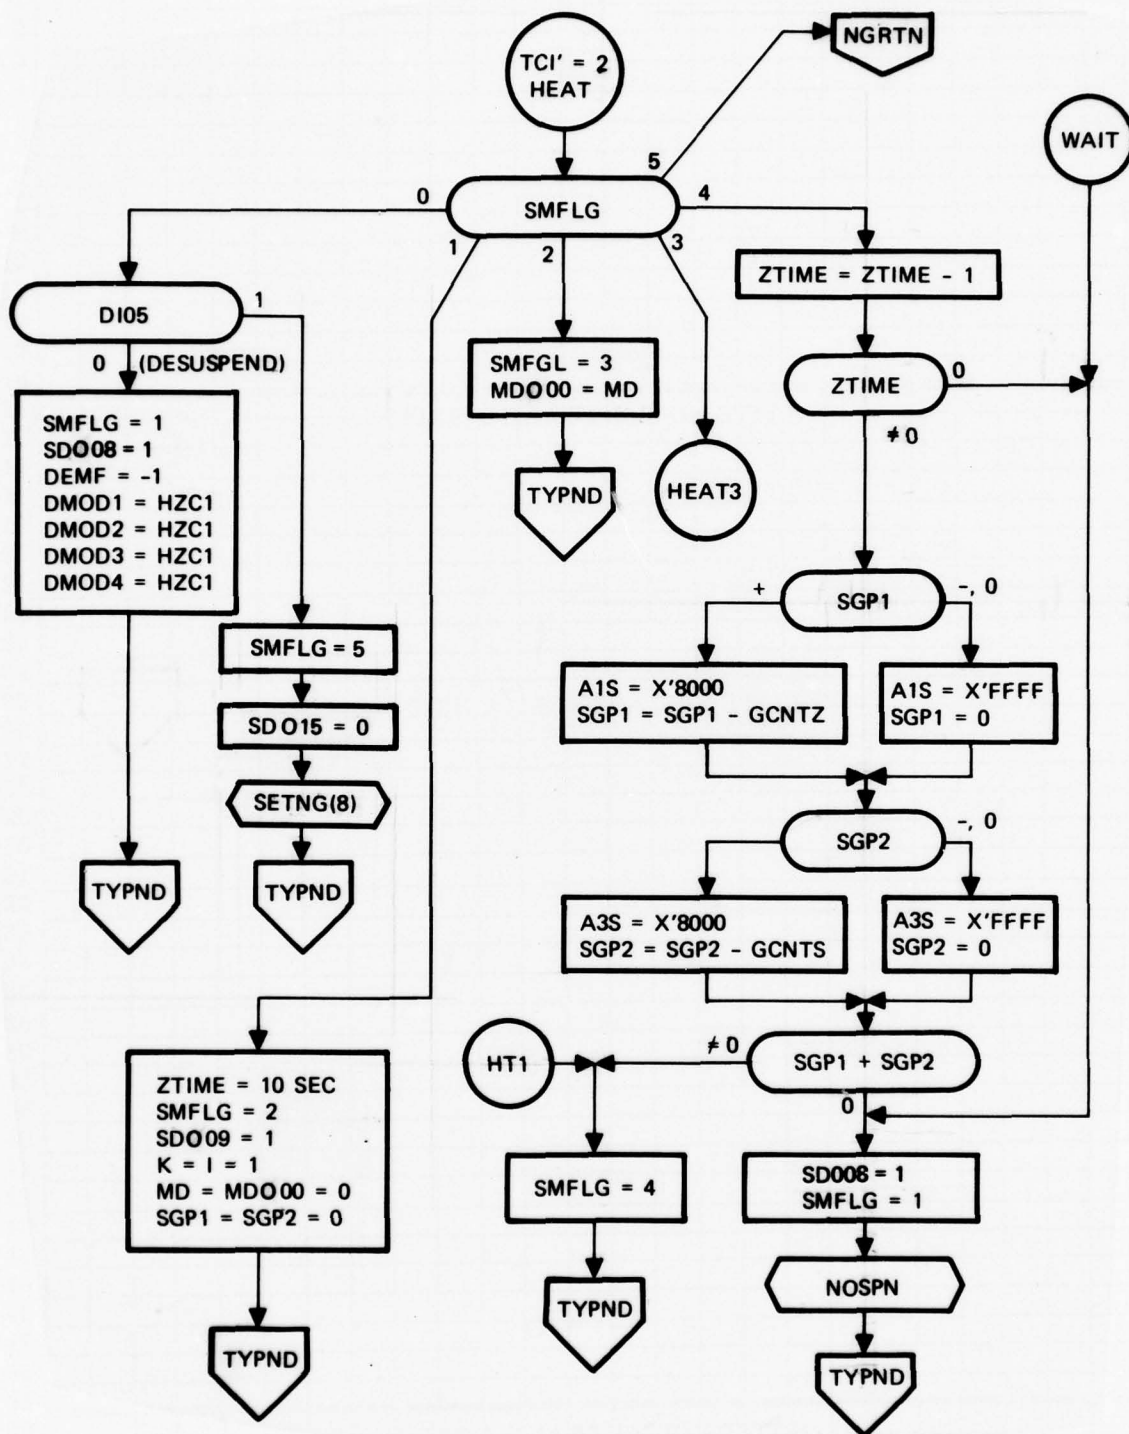 NGRTN
TCI' = 2
HEAT
WAIT
5
0
SMFLG
4
1
2
3
ZTIME = ZTIME - 1
DI05
1
0 (DESUSPEND)
SMFGL = 3
MDO00 = MD
ZTIME
0
≠0
SMFLG = 1
SDO08 = 1
DEMF = -1
DMOD1 = HZC1
DMOD2 = HZC1
DMOD3 = HZC1
DMOD4 = HZC1
TYPND
HEAT3
+
SGP1
-, 0
SMFLG = 5
A1S = X'8000
SGP1 = SGP1 - GCNTZ
A1S = X'FFFF
SGP1 = 0
SDO15 = 0
SETNG(8)
SGP2
-, 0
TYPND
TYPND
A3S = X'8000
SGP2 = SGP2 - GCNTS
A3S = X'FFFF
SGP2 = 0
HT1
≠0
SGP1 + SGP2
0
ZTIME = 10 SEC
SMFLG = 2
SDO09 = 1
K = I = 1
MD = MDO00 = 0
SGP1 = SGP2 = 0
SMFLG = 4
SD008 = 1
SMFLG = 1
NOSPN
TYPND
TYPND
TYPND